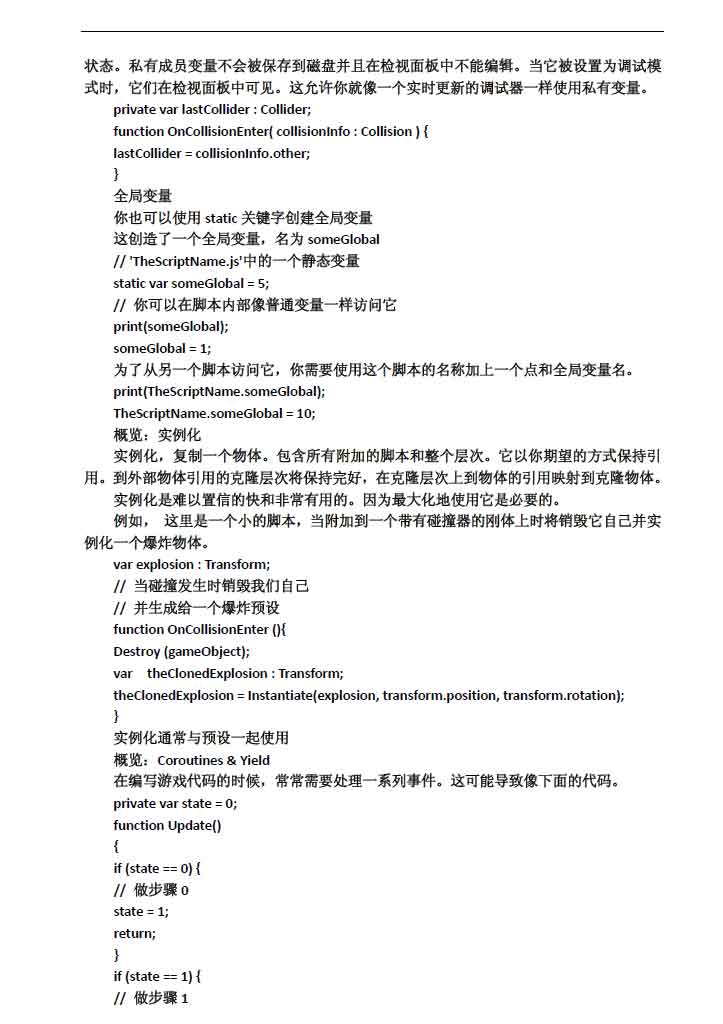 状态。私有成员变量不会被保存到磁盘并且在检视面板中不能编辑。当它被设置为调试模
式时，它们在检视面板中可见。这允许你就像一个实时更新的调试器一样使用私有变量。
private var lastCollider : Collider;
function OnCollisionEnter( collisionInfo : Collision ) {
lastCollider = collisionInfo.other;
}
全局变量
你也可以使用 static 关键字创建全局变量
这创造了一个全局变量，名为 someGlobal
// 'TheScriptName.js'中的一个静态变量
static var someGlobal = 5;
// 你可以在脚本内部像普通变量一样访问它
print(someGlobal);
someGlobal = 1;
为了从另一个脚本访问它，你需要使用这个脚本的名称加上一个点和全局变量名。
print(TheScriptName.someGlobal);
TheScriptName.someGlobal = 10;
概览：实例化
实例化，复制一个物体。包含所有附加的脚本和整个层次。它以你期望的方式保持引
用。到外部物体引用的克隆层次将保持完好，在克隆层次上到物体的引用映射到克隆物体。
实例化是难以置信的快和非常有用的。因为最大化地使用它是必要的。
例如， 这里是一个小的脚本，当附加到一个带有碰撞器的刚体上时将销毁它自己并实
例化一个爆炸物体。
var explosion : Transform;
// 当碰撞发生时销毁我们自己
// 并生成给一个爆炸预设
function OnCollisionEnter (){
Destroy (gameObject);
var theClonedExplosion : Transform;
theClonedExplosion = Instantiate(explosion, transform.position, transform.rotation);
}
实例化通常与预设一起使用
概览：Coroutines & Yield
在编写游戏代码的时候，常常需要处理一系列事件。这可能导致像下面的代码。
private var state = 0;
function Update()
{
if (state == 0) {
// 做步骤 0
state = 1;
return;
}
if (state == 1) {
// 做步骤 1